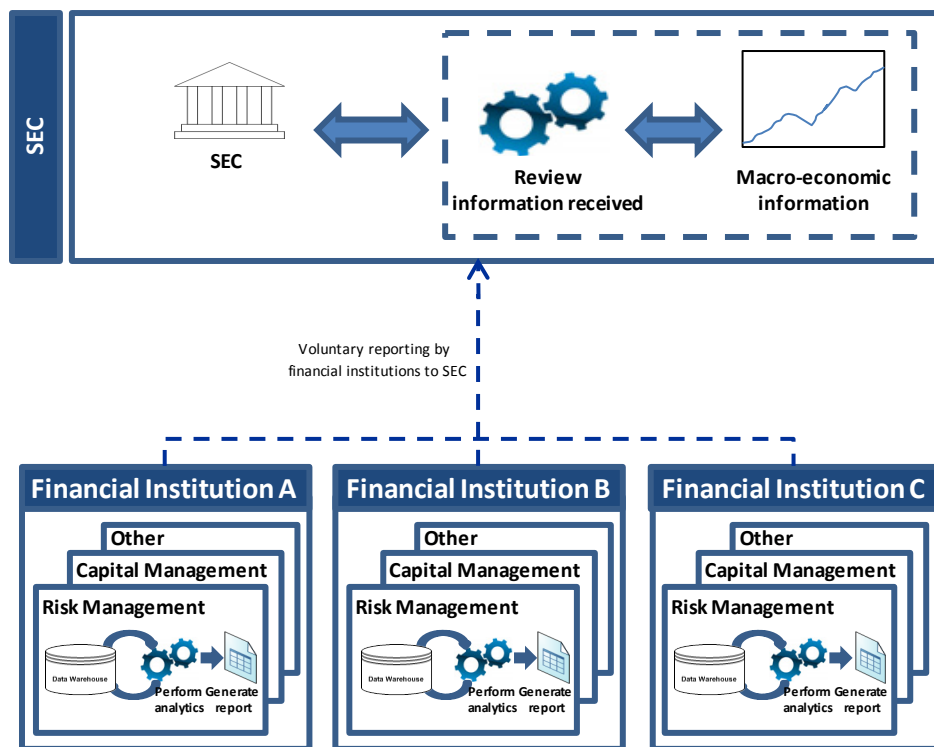 SEC
SEC
Review
information received
Macro-economic
information
Voluntary reporting by
financial institutions to SEC
Financial Institution A
Other
Capital Management
Risk Management
Data Warehouse
Perform
analytics
Generate
report
Financial Institution B
Other
Capital Management
Risk Management
Data Warehouse
Perform
analytics
Generate
report
Financial Institution C
Other
Capital Management
Risk Management
Data Warehouse
Perform
analytics
Generate
report